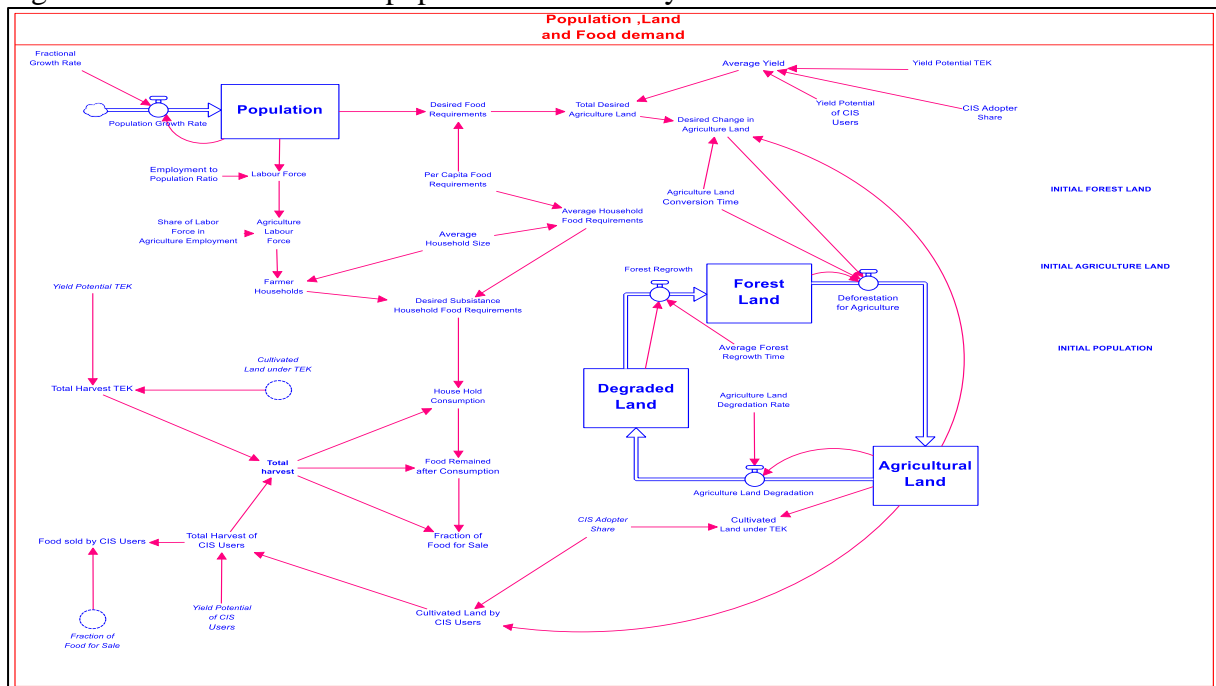 Population ,Land
and Food demand
Fractional
Growth Rate
Population
Population Growth Rate
Desired Food
Requirements
Total Desired
Agriculture Land
Average Yield
Yield Potential TEK
Yield Potential
of CIS
Users
CIS Adopter
Share
Desired Change in
Agriculture Land
Employment to
Population Ratio
Labour Force
Per Capita Food
Requirements
Agriculture Land
Conversion Time
INITIAL FOREST LAND
Share of Labor
Force in
Agriculture Employment
Agriculture
Labour
Force
Average
Household Size
Average Household
Food Requirements
INITIAL AGRICULTURE LAND
Forest Regrowth
Forest
Land
Deforestation
for Agriculture
Yield Potential TEK
Farmer
Households
Desired Subsistance
Household Food Requirements
Average Forest
Regrowth Time
INITIAL POPULATION
Cultivated
Land under TEK
Total Harvest TEK
House Hold
Consumption
Degraded
Land
Agriculture Land
Degredation Rate
Total
harvest
Food Remained
after Consumption
Agricultural
Land
Agriculture Land Degradation
CIS Adopter
Share
Cultivated
Land under TEK
Food sold by CIS Users
Total Harvest of
CIS Users
Fraction of
Food for Sale
Yield Potential
of CIS
Users
Cultivated Land by
CIS Users
Fraction of
Food for Sale